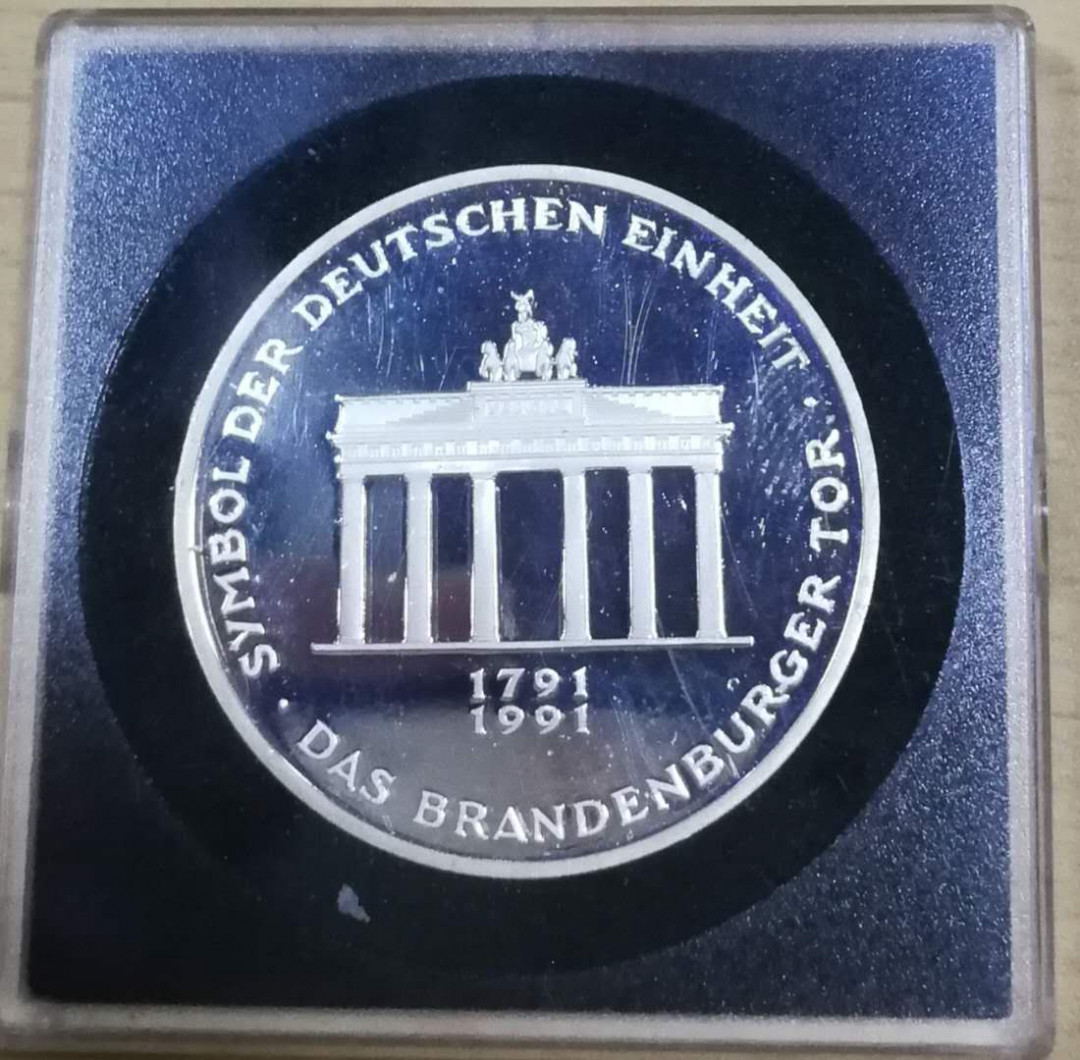 SYMBOL DER DEUTSCHEN EINHEIT ·
DAS BRANDENBURGER TOR ·
1791
1991